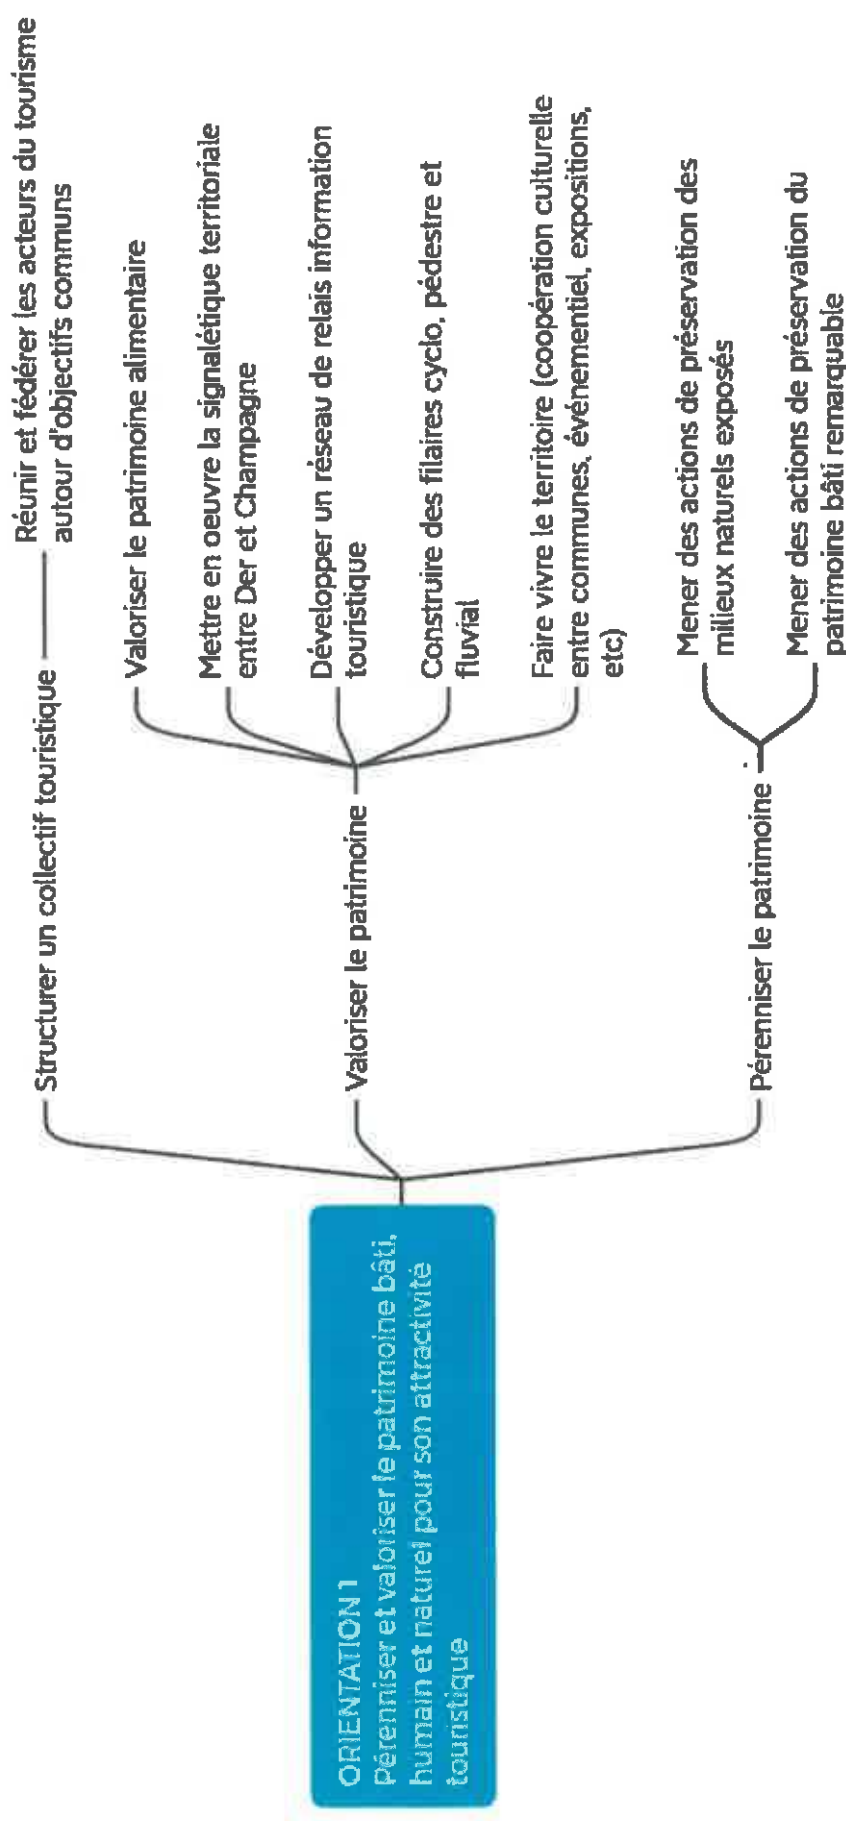 ORIENTATION 1
Pérenniser et valoriser le patrimoine bâti,
humain et naturel pour son attractivité
touristique
Structurer un collectif touristique
Réunir et fédérer les acteurs du tourisme
autour d'objectifs communs
Valoriser le patrimoine
Valoriser le patrimoine alimentaire
Mettre en oeuvre la signalétique territoriale
entre Der et Champagne
Développer un réseau de relais information
touristique
Construire des filaires cyclo, pédestre et
fluvial
Faire vivre le territoire (coopération culturelle
entre communes, événementiel, expositions,
etc)
Pérenniser le patrimoine
Mener des actions de préservation des
milieux naturels exposés
Mener des actions de préservation du
patrimoine bâti remarquable